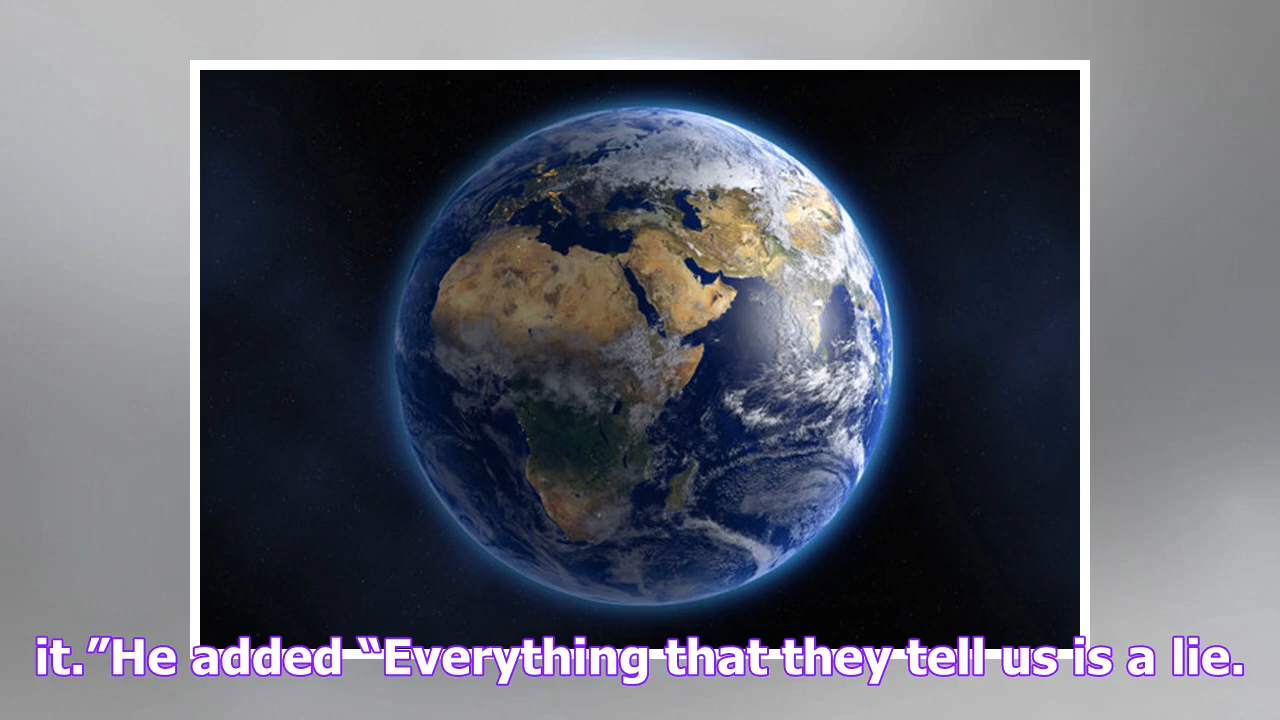 it.”He added “Everything that they tell us is a lie.